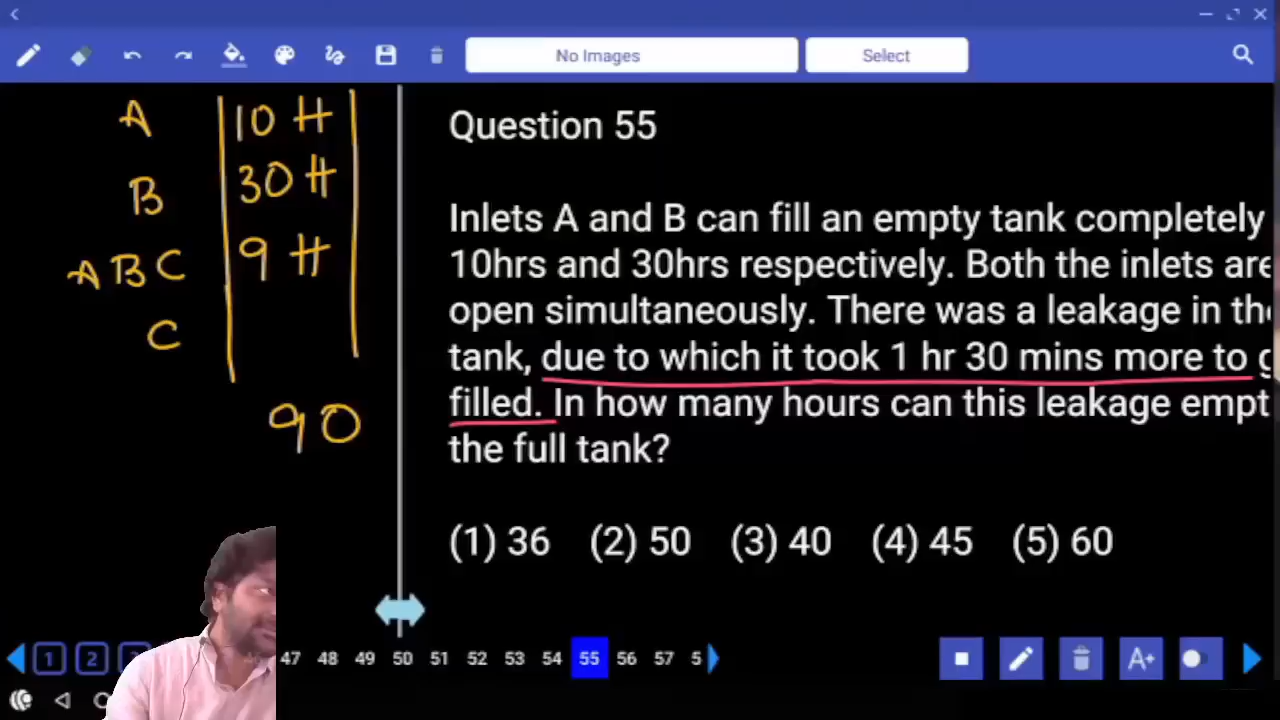 No Images
Select
A 10 H
B 30 H
A B C 9 H
C
90
Question 55
Inlets A and B can fill an empty tank completely
10hrs and 30hrs respectively. Both the inlets are
open simultaneously. There was a leakage in the
tank, due to which it took 1 hr 30 mins more to g
filled. In how many hours can this leakage empt
the full tank?
(1) 36 (2) 50 (3) 40 (4) 45 (5) 60
1 2 47 48 49 50 51 52 53 54 55 56 57 5
A+